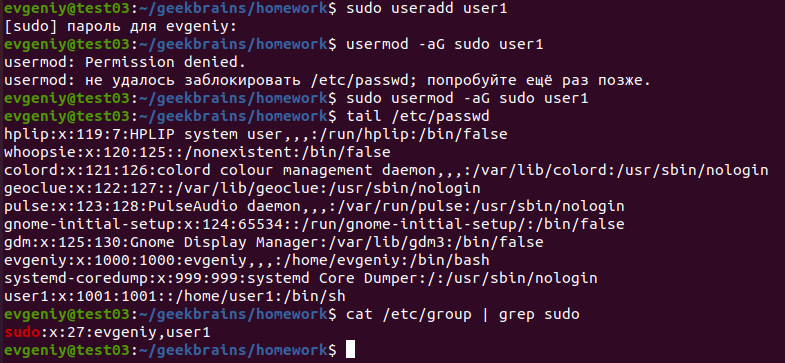 evgeniy@test03:~/geekbrains/homework$ sudo useradd user1
[sudo] пароль для evgeniy:
evgeniy@test03:~/geekbrains/homework$ usermod -aG sudo user1
usermod: Permission denied.
usermod: не удалось заблокировать /etc/passwd; попробуйте ещё раз позже.
evgeniy@test03:~/geekbrains/homework$ sudo usermod -aG sudo user1
evgeniy@test03:~/geekbrains/homework$ tail /etc/passwd
hplip:x:119:7:HPLIP system user,,,:/run/hplip:/bin/false
whoopsie:x:120:125::/nonexistent:/bin/false
colord:x:121:126:colord colour management daemon,,,:/var/lib/colord:/usr/sbin/nologin
geoclue:x:122:127::/var/lib/geoclue:/usr/sbin/nologin
pulse:x:123:128:PulseAudio daemon,,,:/var/run/pulse:/usr/sbin/nologin
gnome-initial-setup:x:124:65534::/run/gnome-initial-setup/:/bin/false
gdm:x:125:130:Gnome Display Manager:/var/lib/gdm3:/bin/false
evgeniy:x:1000:1000:evgeniy,,,:/home/evgeniy:/bin/bash
systemd-coredump:x:999:999:systemd Core Dumper:/:/usr/sbin/nologin
user1:x:1001:1001::/home/user1:/bin/sh
evgeniy@test03:~/geekbrains/homework$ cat /etc/group | grep sudo
sudo:x:27:evgeniy,user1
evgeniy@test03:~/geekbrains/homework$